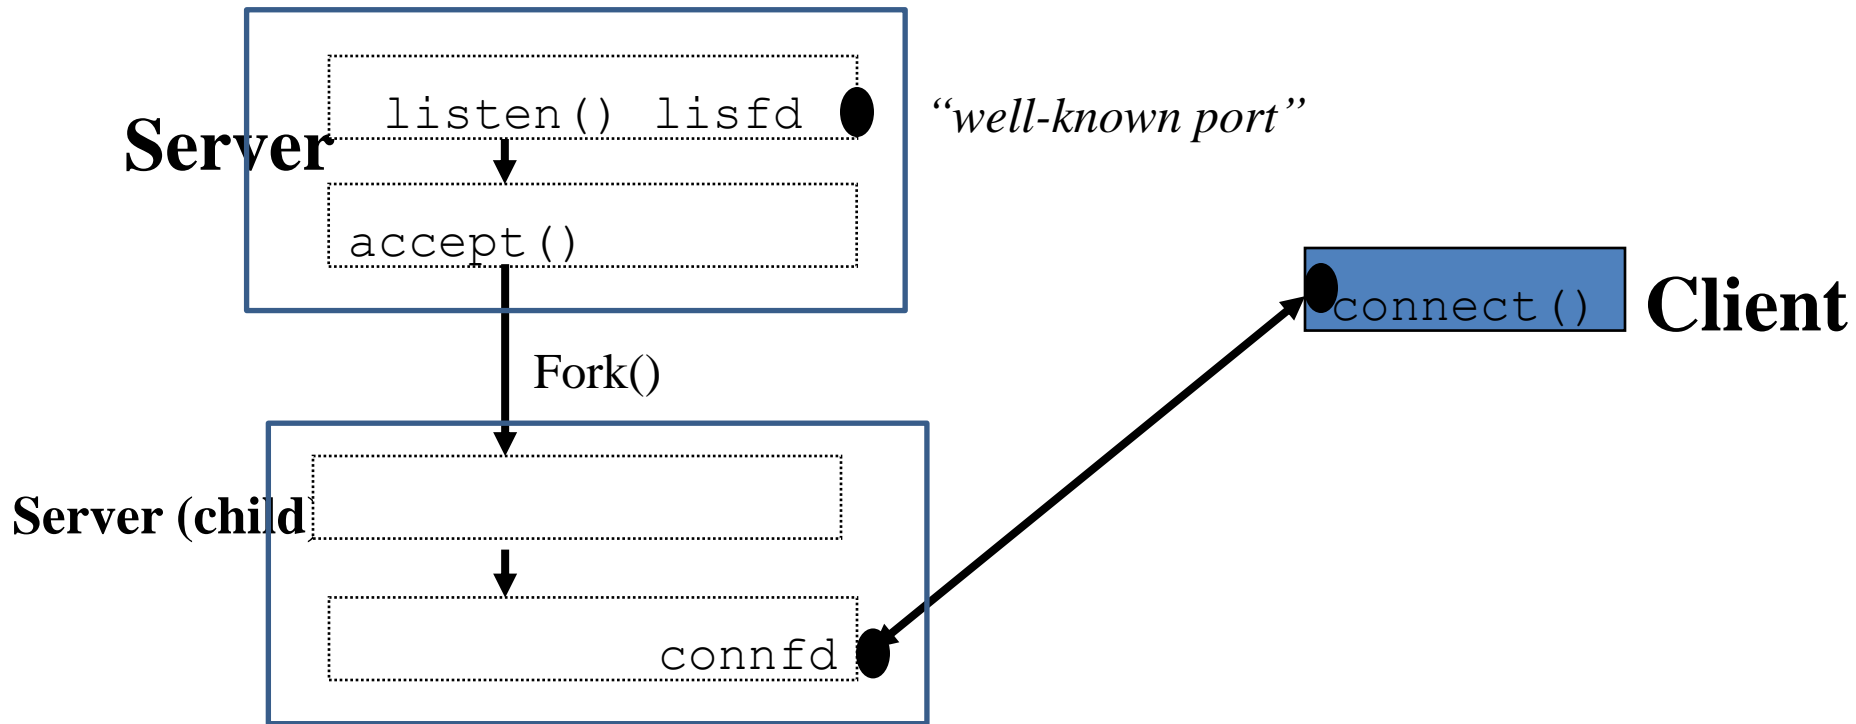 listen() lisfd
“well-known port”
Server
accept()
connect()
Client
Fork()
Server (child)
connfd